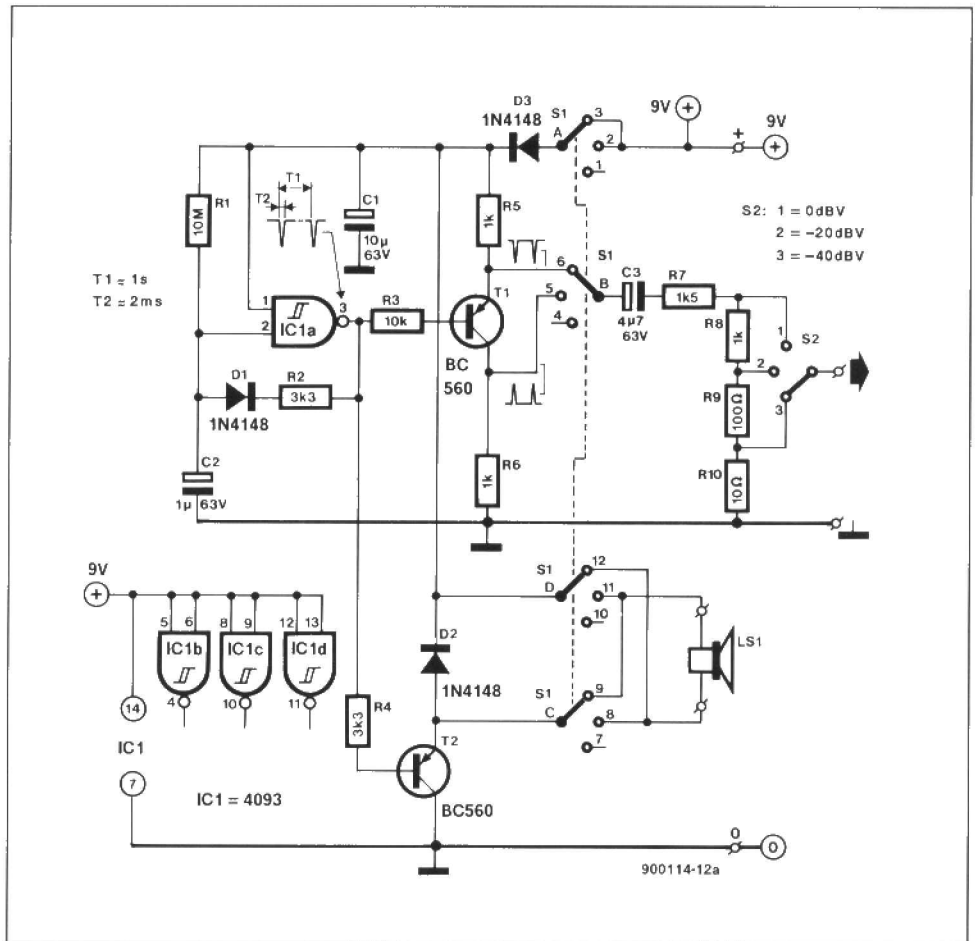 D3
1N4148
S1
A
3
2
1
9V
+
+
9V
+
T1
T2
R1
10M
C1
10µ
63V
R5
1k
S2: 1 = 0dBV
2 = -20dBV
3 = -40dBV
T1 ≈ 1s
T2 ≈ 2ms
1
2
IC1a
3
R3
10k
T1
BC
560
6
5
4
S1
B
C3
4µ7
63V
R7
1k5
R8
1k
1
2
3
S2
R9
100Ω
R10
10Ω
D1
1N4148
R2
3k3
C2
1µ 63V
R6
1k
9V
+
5 6
IC1b
4
8 9
IC1c
10
12 13
IC1d
11
14
IC1
7
IC1 = 4093
D2
1N4148
R4
3k3
T2
BC560
S1
D
12
11
10
S1
C
9
8
7
LS1
0
0
900114-12a